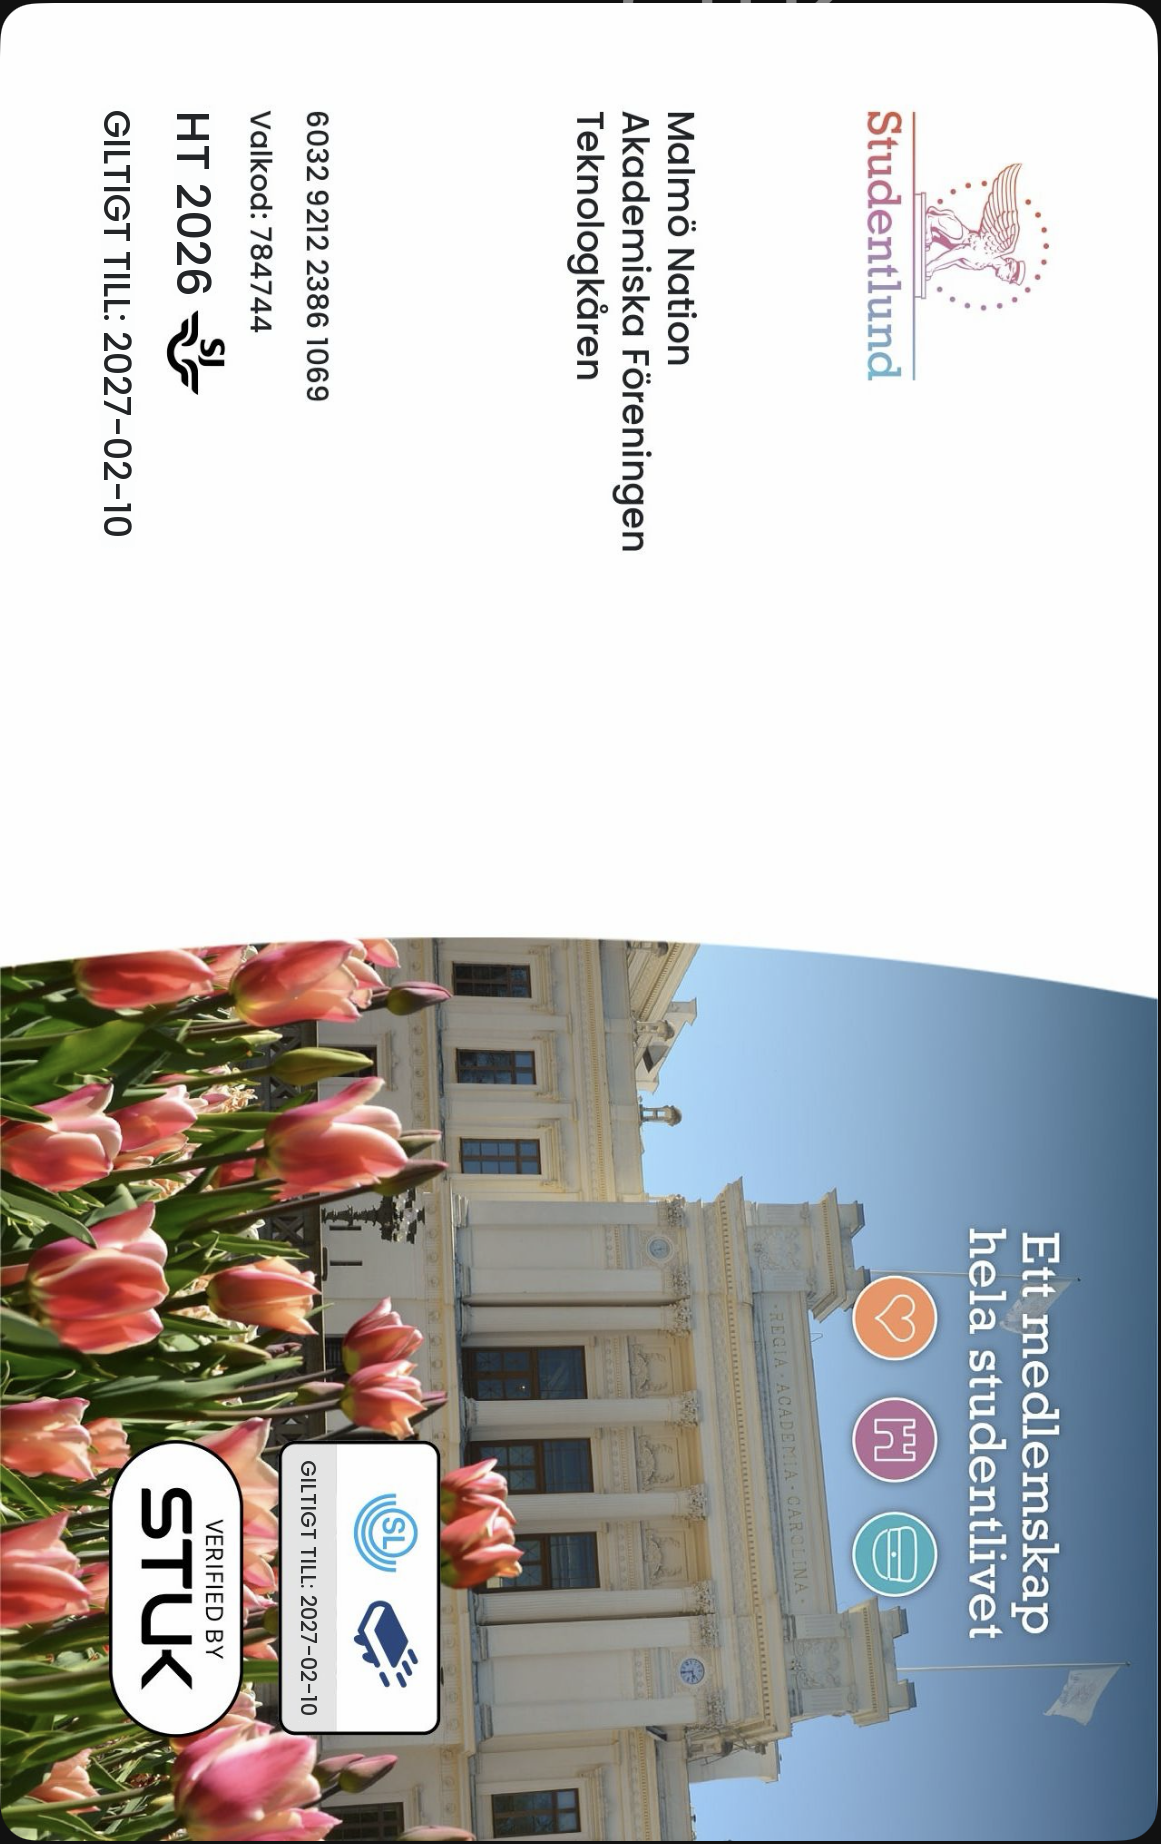 Studentlund
Malmö Nation
Akademiska Föreningen
Teknologkåren
6032 9212 2386 1069
Valkod: 784744
HT 2026 SJ
GILTIGT TILL: 2027-02-10
Ett medlemskap
hela studentlivet
·REGIA·ACADEMIA·CAROLINA·
SL
GILTIGT TILL: 2027-02-10
VERIFIED BY
STUK